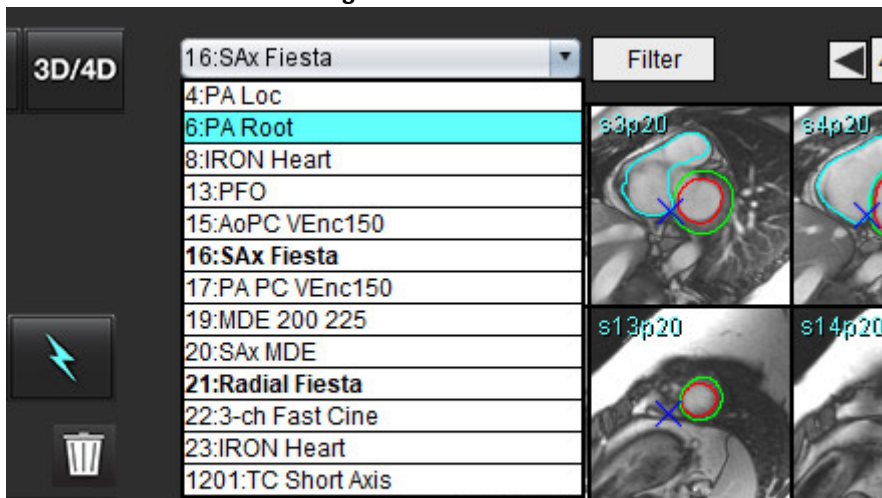 3D/4D
16:SAx Fiesta
Filter
4:PA Loc
6:PA Root
8:IRON Heart
13:PFO
15:AoPC VEnc150
16:SAx Fiesta
17:PA PC VEnc150
19:MDE 200 225
20:SAx MDE
21:Radial Fiesta
22:3-ch Fast Cine
23:IRON Heart
1201:TC Short Axis
s3p20
s4p20
s13p20
s14p20